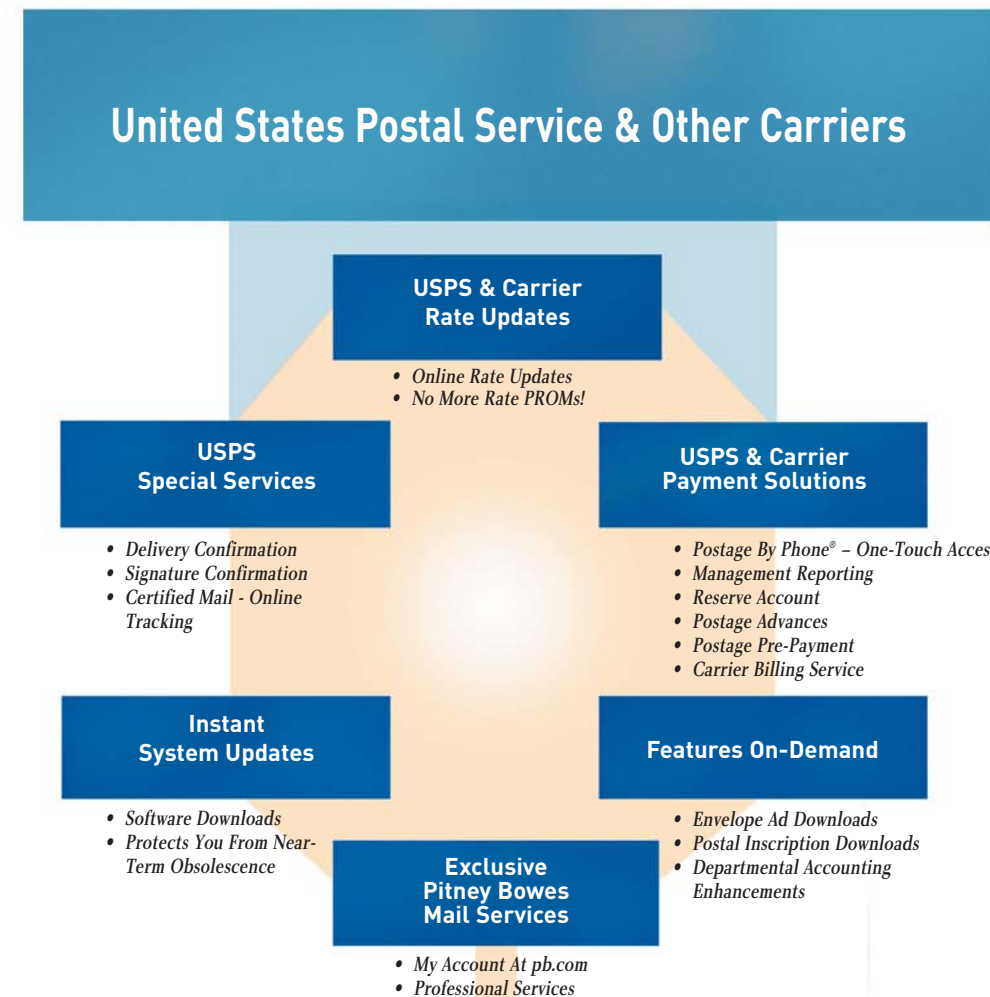 United States Postal Service & Other Carriers
USPS & Carrier
Rate Updates
• Online Rate Updates
• No More Rate PROMs!
USPS
Special Services
• Delivery Confirmation
• Signature Confirmation
• Certified Mail - Online
Tracking
USPS & Carrier
Payment Solutions
• Postage By Phone® – One-Touch Acces
• Management Reporting
• Reserve Account
• Postage Advances
• Postage Pre-Payment
• Carrier Billing Service
Instant
System Updates
• Software Downloads
• Protects You From Near-
Term Obsolescence
Features On-Demand
• Envelope Ad Downloads
• Postal Inscription Downloads
• Departmental Accounting
Enhancements
Exclusive
Pitney Bowes
Mail Services
• My Account At pb.com
• Professional Services